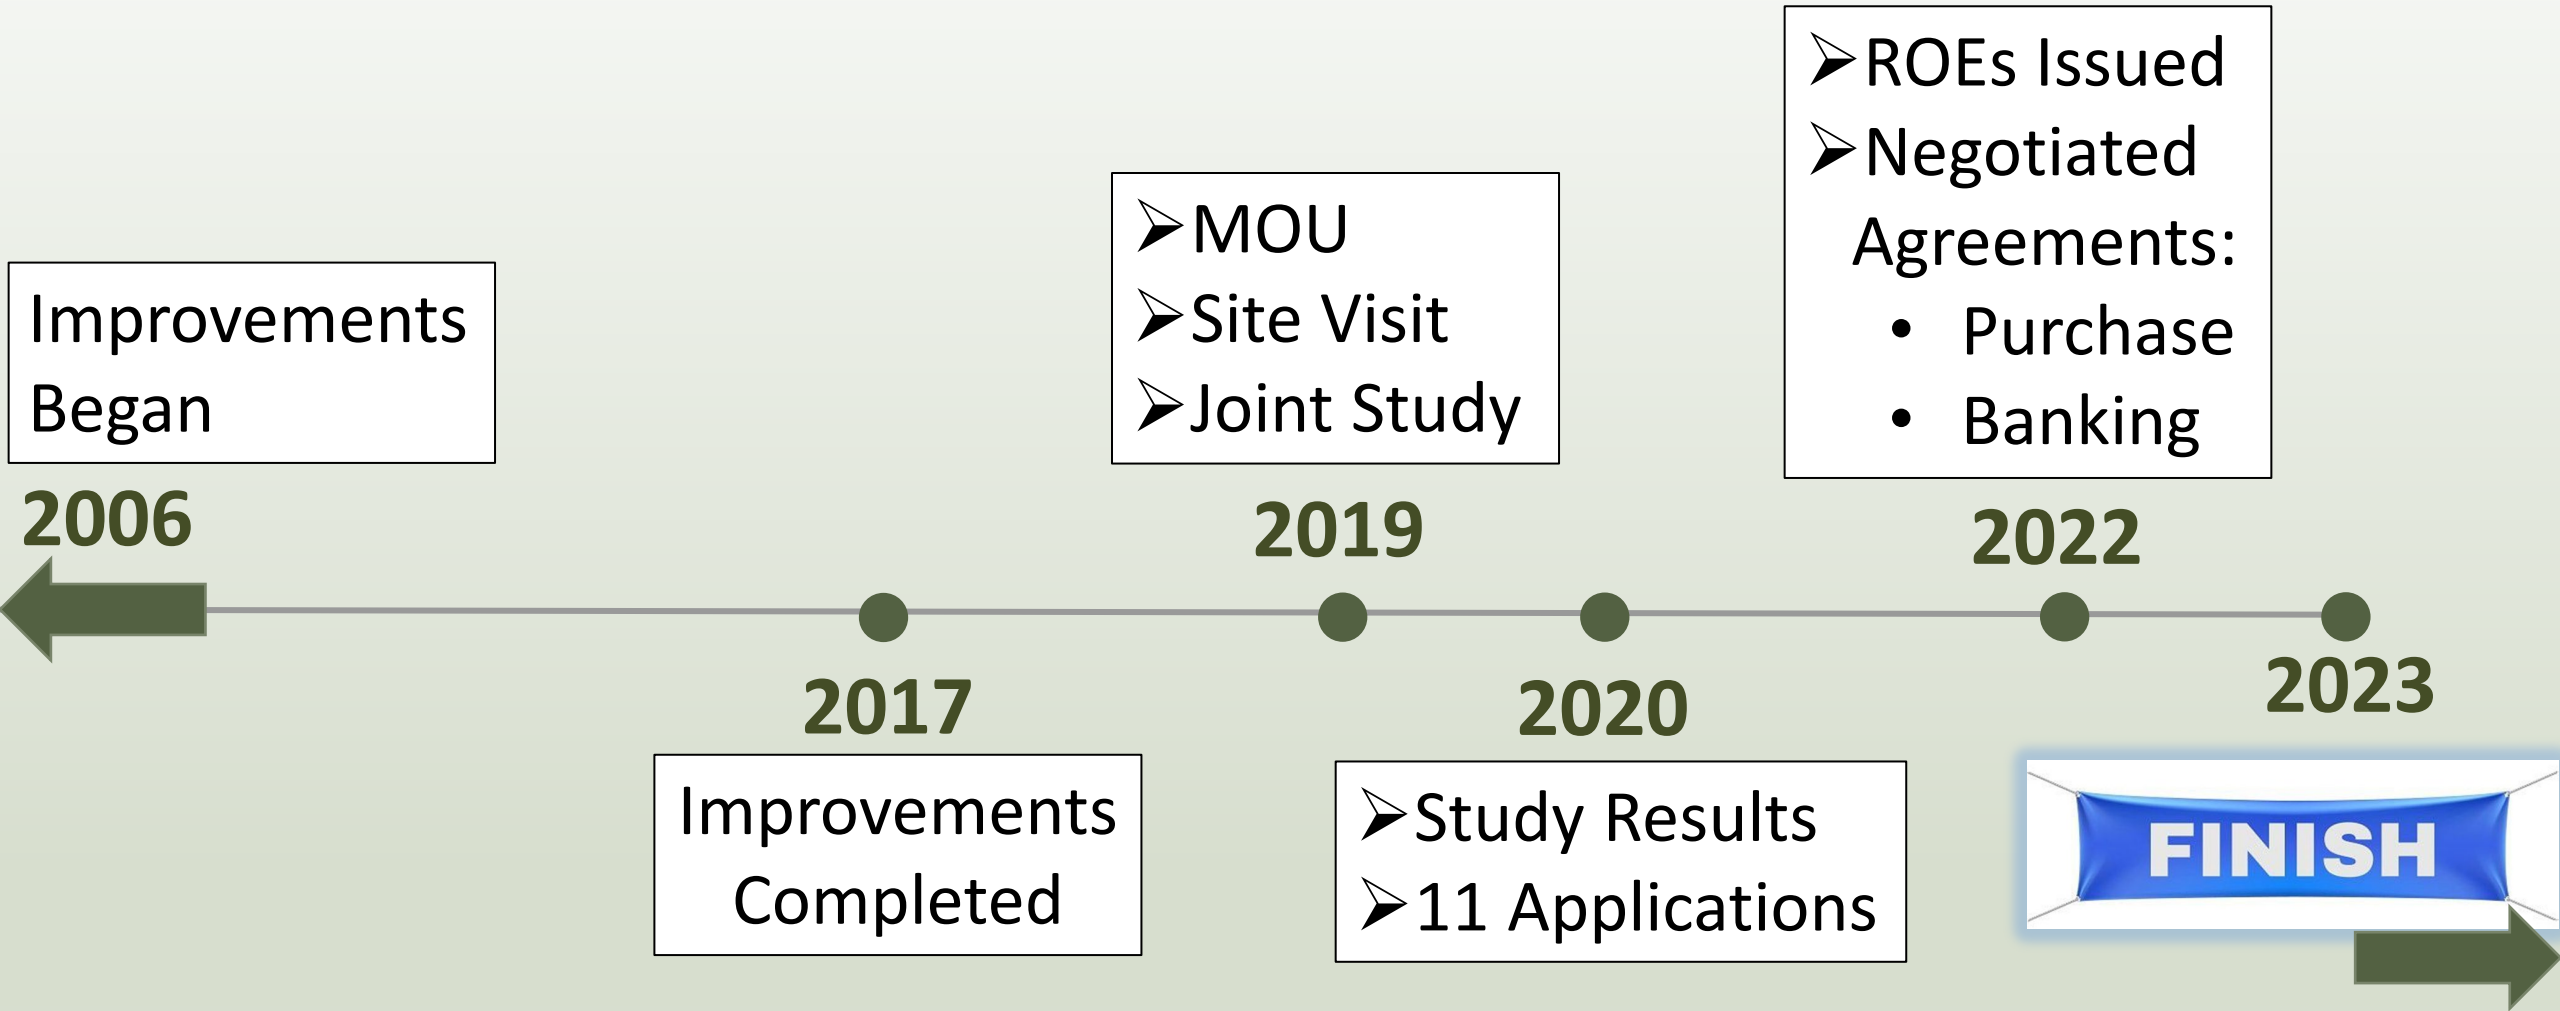 Improvements
Began
2006
2017
Improvements
Completed
➢MOU
➢Site Visit
➢Joint Study
2019
2020
➢Study Results
➢11 Applications
➢ROEs Issued
➢Negotiated
Agreements:
• Purchase
• Banking
2022
2023
FINISH